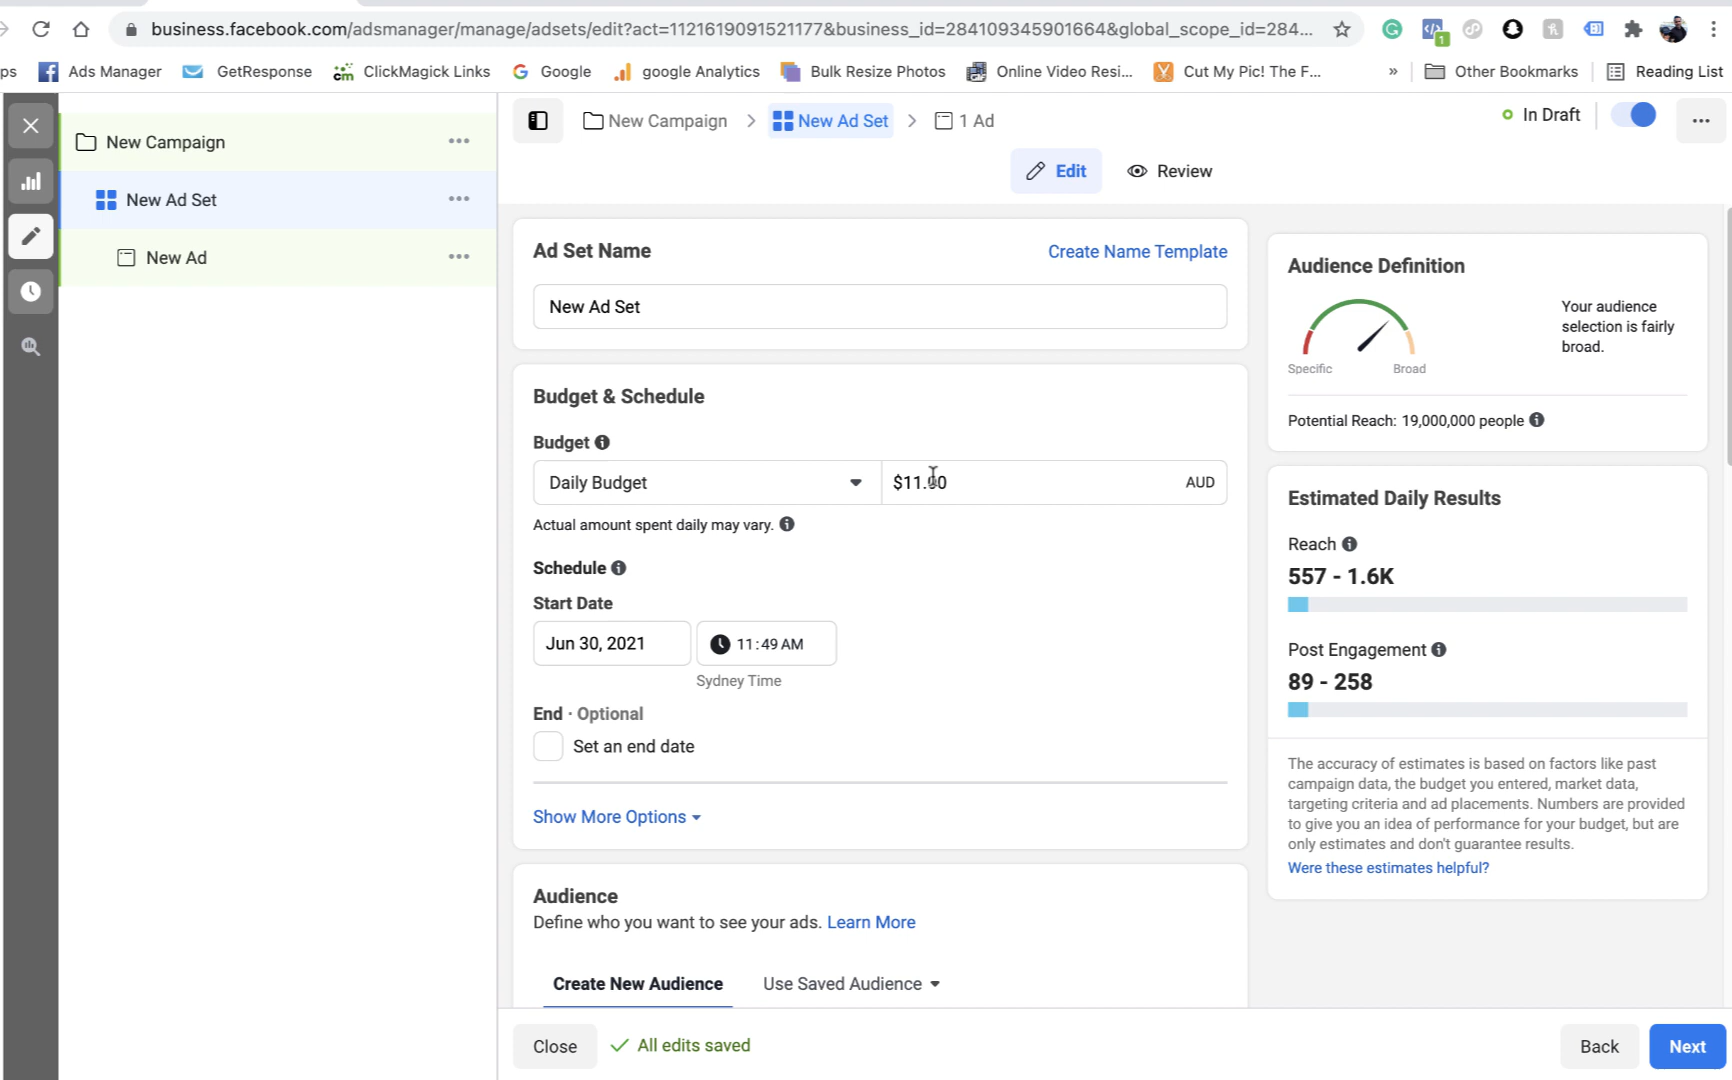 business.facebook.com/adsmanager/manage/adsets/edit?act=1121619091521177&business_id=284109345901664&global_scope_id=284...
1
ps
Ads Manager
GetResponse
cm
ClickMagick Links
Google
google Analytics
Bulk Resize Photos
Online Video Resi...
Cut My Pic! The F...
»
Other Bookmarks
Reading List
New Campaign
New Ad Set
New Ad
New Campaign > New Ad Set > 1 Ad
In Draft
Edit
Review
Ad Set Name
Create Name Template
New Ad Set
Budget & Schedule
Budget
Daily Budget
$11.00
AUD
Actual amount spent daily may vary.
Schedule
Start Date
Jun 30, 2021
11:49 AM
Sydney Time
End · Optional
Set an end date
Show More Options
Audience
Define who you want to see your ads. Learn More
Create New Audience
Use Saved Audience
Close
All edits saved
Back
Next
Audience Definition
Specific
Broad
Your audience
selection is fairly
broad.
Potential Reach: 19,000,000 people
Estimated Daily Results
Reach
557 - 1.6K
Post Engagement
89 - 258
The accuracy of estimates is based on factors like past
campaign data, the budget you entered, market data,
targeting criteria and ad placements. Numbers are provided
to give you an idea of performance for your budget, but are
only estimates and don't guarantee results.
Were these estimates helpful?